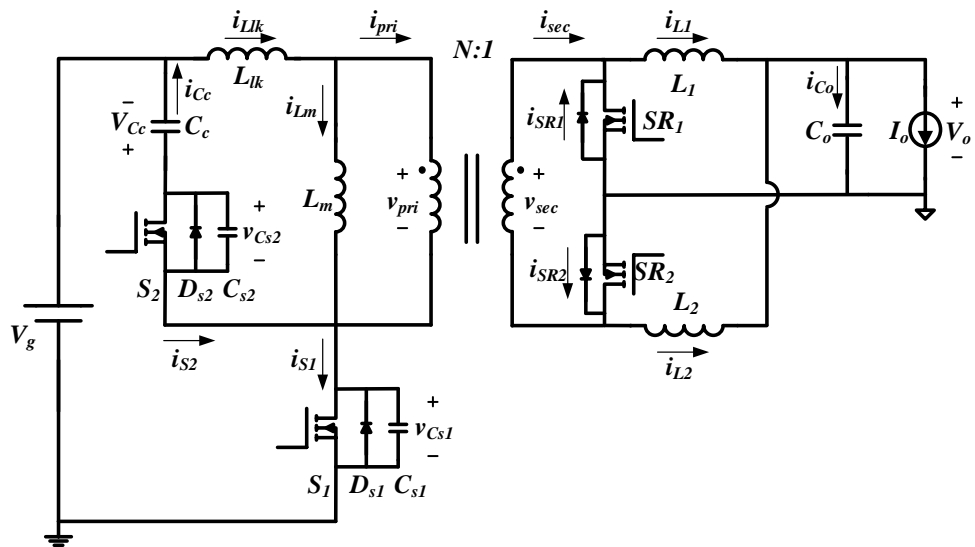 i_Llk
i_pri
N:1
i_sec
i_L1
L_lk
L_1
i_Cc
– V_Cc +
C_c
i_Lm
i_SR1
SR_1
i_Co
C_o
I_o
+ V_o –
L_m
+ v_pri –
+ v_sec –
+ v_Cs2 –
S_2
D_s2
C_s2
i_SR2
SR_2
L_2
V_g
i_S2
i_S1
i_L2
+ v_Cs1 –
S_1
D_s1
C_s1